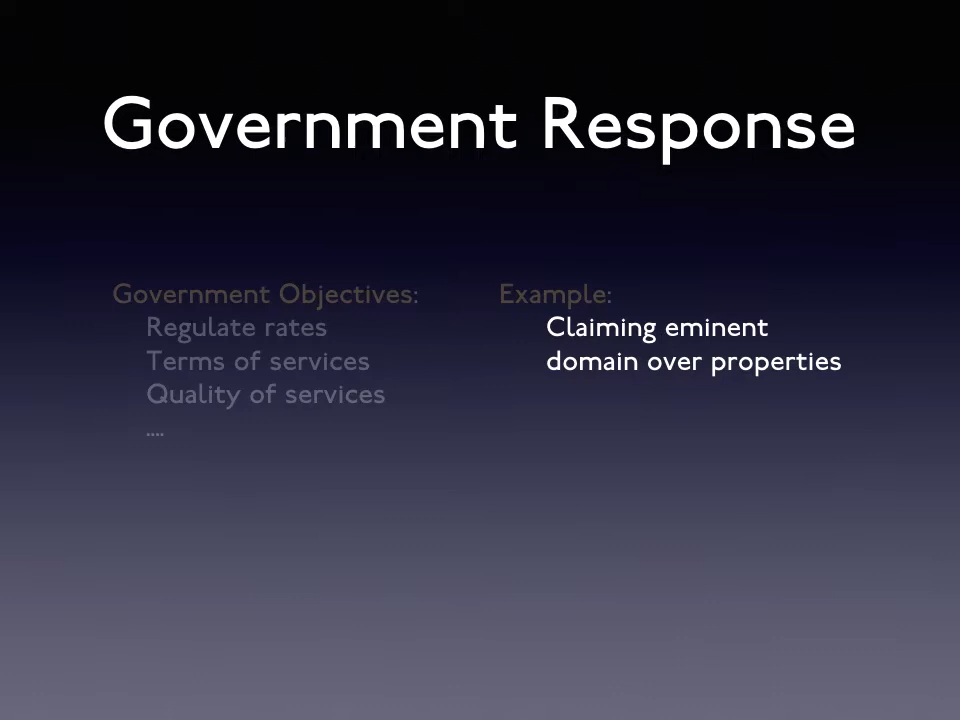 Government Response
Government Objectives:
Regulate rates
Terms of services
Quality of services
....
Example:
Claiming eminent
domain over properties